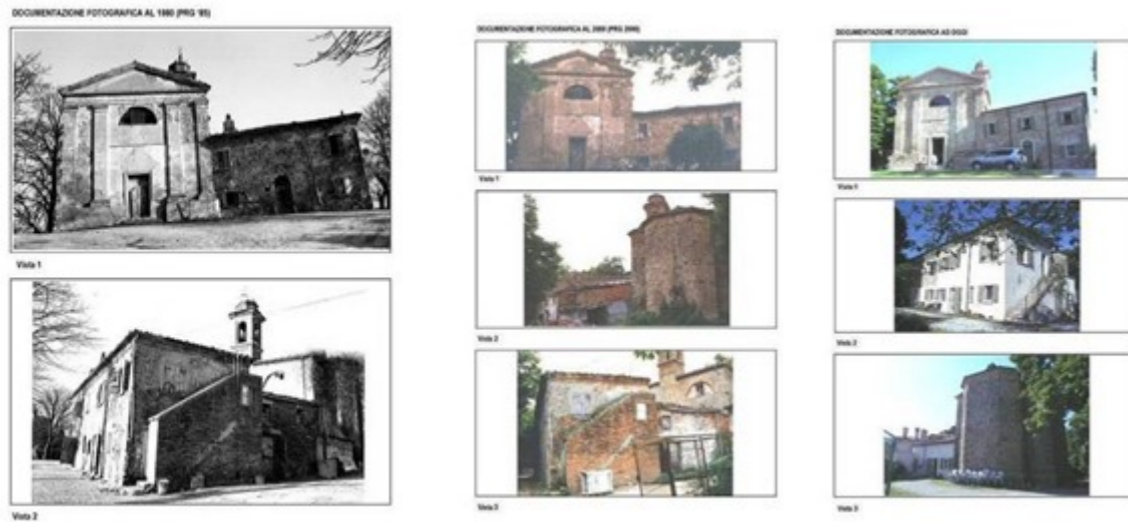 DOCUMENTAZIONE FOTOGRAFICA AL 1980 (PRG '85)
Vista 1
Vista 2
DOCUMENTAZIONE FOTOGRAFICA AL 2000 (PRG 2000)
Vista 1
Vista 2
Vista 3
DOCUMENTAZIONE FOTOGRAFICA AD OGGI
Vista 1
Vista 2
Vista 3